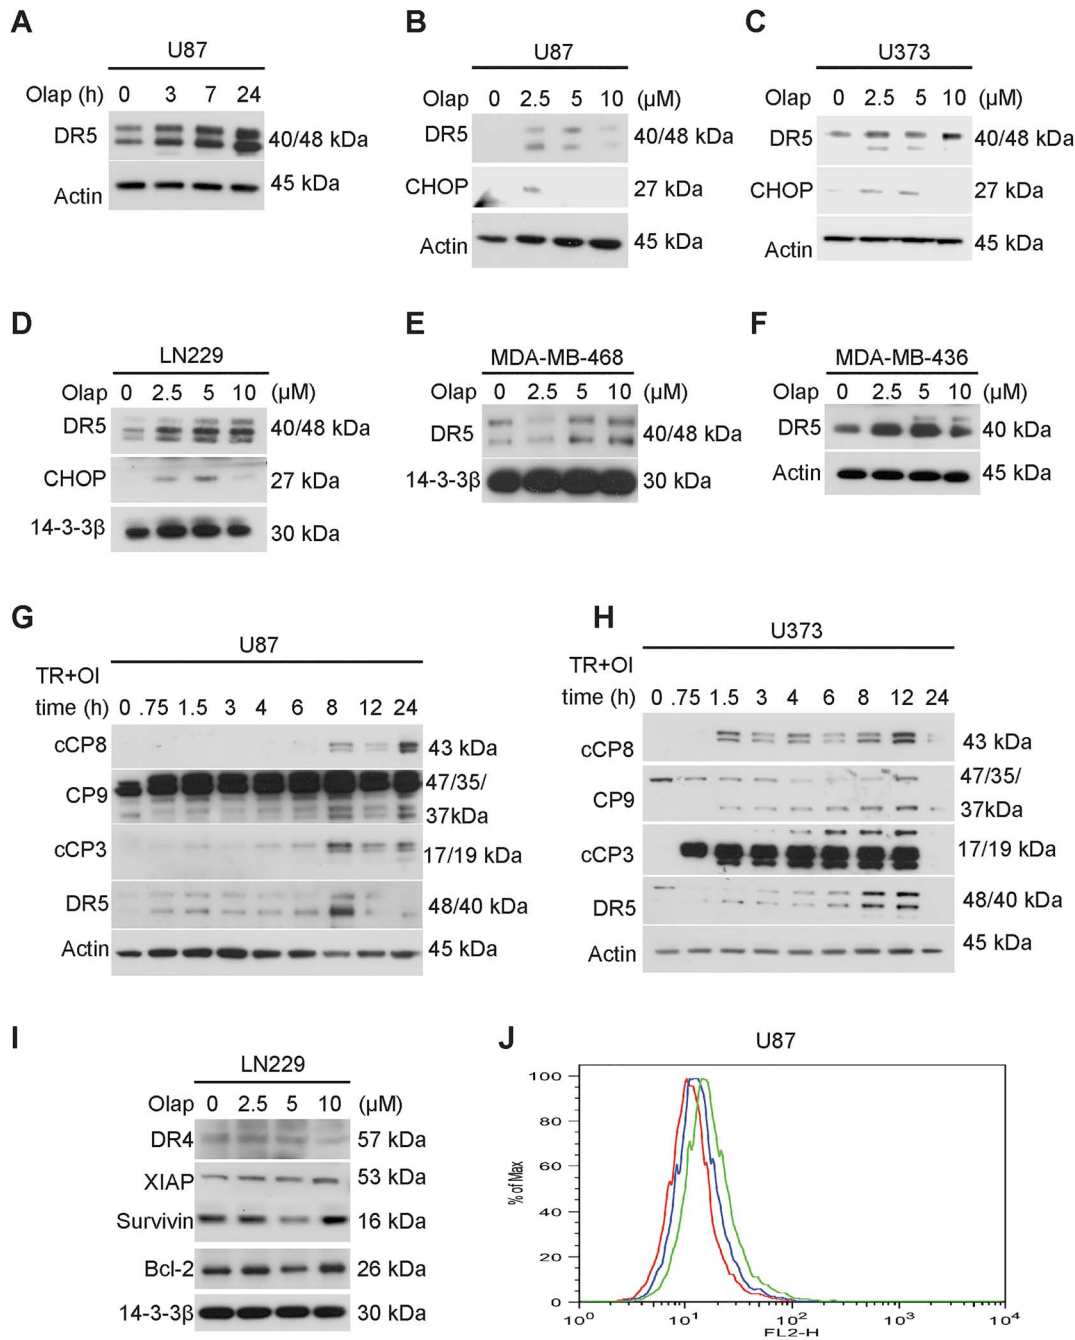 A
U87
Olap (h) 0 3 7 24
DR5 40/48 kDa
Actin 45 kDa
B
U87
Olap 0 2.5 5 10 (µM)
DR5 40/48 kDa
CHOP 27 kDa
Actin 45 kDa
C
U373
Olap 0 2.5 5 10 (µM)
DR5 40/48 kDa
CHOP 27 kDa
Actin 45 kDa
D
LN229
Olap 0 2.5 5 10 (µM)
DR5 40/48 kDa
CHOP 27 kDa
14-3-3β 30 kDa
E
MDA-MB-468
Olap 0 2.5 5 10 (µM)
DR5 40/48 kDa
14-3-3β 30 kDa
F
MDA-MB-436
Olap 0 2.5 5 10 (µM)
DR5 40 kDa
Actin 45 kDa
G
U87
TR+Ol
time (h) 0 .75 1.5 3 4 6 8 12 24
cCP8 43 kDa
CP9 47/35/
37kDa
cCP3 17/19 kDa
DR5 48/40 kDa
Actin 45 kDa
H
U373
TR+Ol
time (h) 0 .75 1.5 3 4 6 8 12 24
cCP8 43 kDa
CP9 47/35/
37kDa
cCP3 17/19 kDa
DR5 48/40 kDa
Actin 45 kDa
I
LN229
Olap 0 2.5 5 10 (µM)
DR4 57 kDa
XIAP 53 kDa
Survivin 16 kDa
Bcl-2 26 kDa
14-3-3β 30 kDa
J
U87
100
80
60
40
20
0
% of Max
10⁰ 10¹ 10² 10³ 10⁴
FL2-H